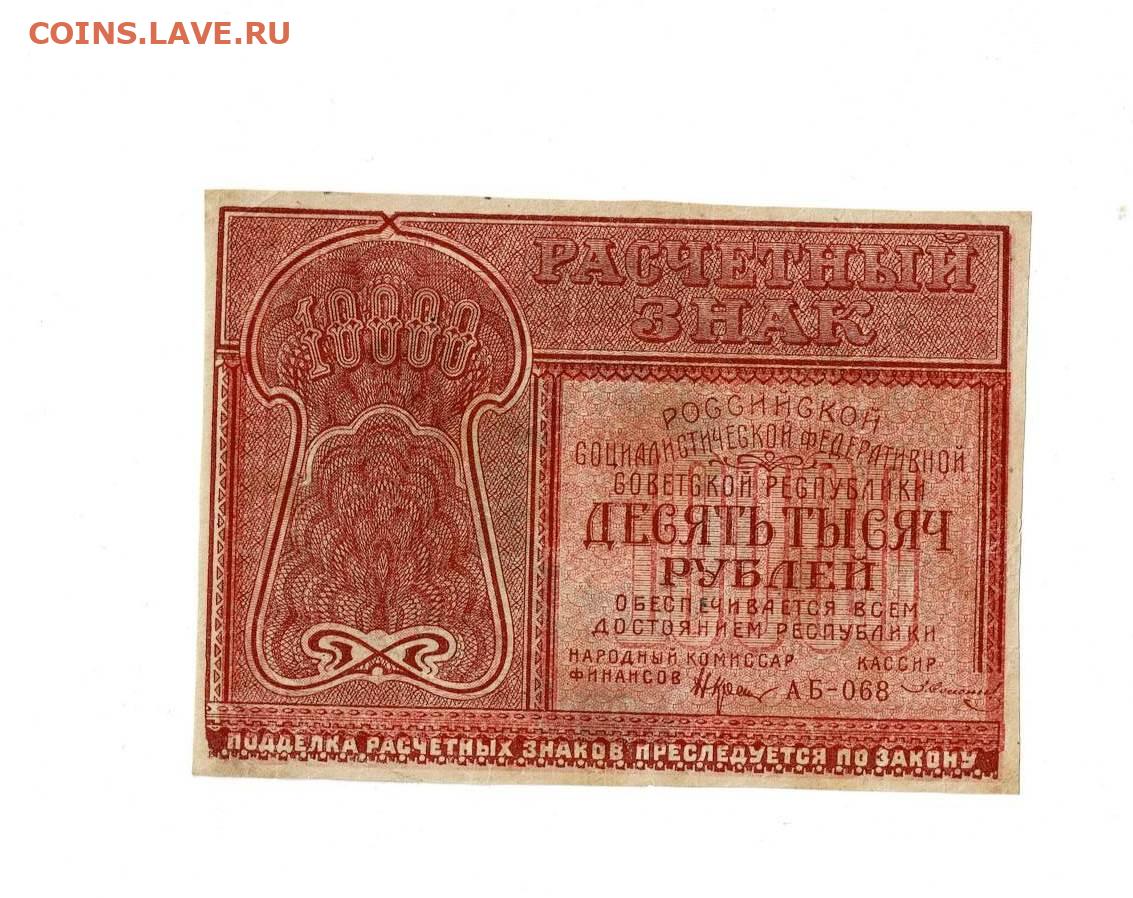 COINS.LAVE.RU
РАСЧЕТНЫЙ
ЗНАК
10000
10000
РОССИЙСКОЙ
СОЦИАЛИСТИЧЕСКОЙ ФЕДЕРАТИВНОЙ
СОВЕТСКОЙ РЕСПУБЛИКИ
ДЕСЯТЬ ТЫСЯЧ
РУБЛЕЙ
ОБЕСПЕЧИВАЕТСЯ ВСЕМ
ДОСТОЯНИЕМ РЕСПУБЛИКИ
НАРОДНЫЙ КОМИССАР КАССИР
ФИНАНСОВ АБ-068
ПОДДЕЛКА РАСЧЕТНЫХ ЗНАКОВ ПРЕСЛЕДУЕТСЯ ПО ЗАКОНУ